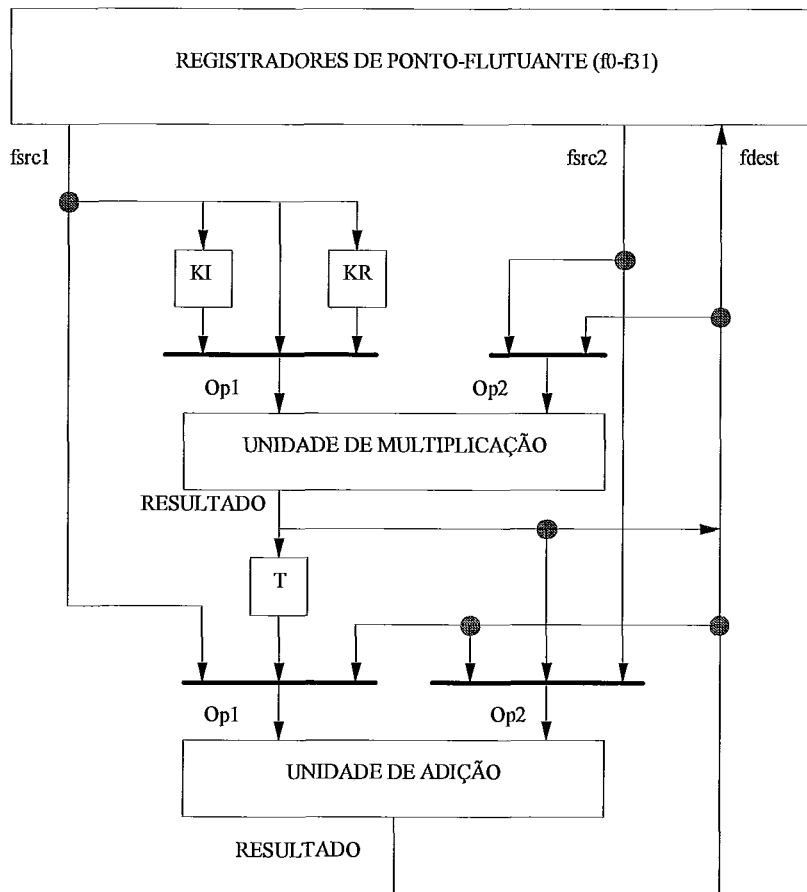 REGISTRADORES DE PONTO-FLUTUANTE (f0-f31)
fsrc1
fsrc2
fdest
KI
KR
Op1
Op2
UNIDADE DE MULTIPLICAÇÃO
RESULTADO
T
Op1
Op2
UNIDADE DE ADIÇÃO
RESULTADO